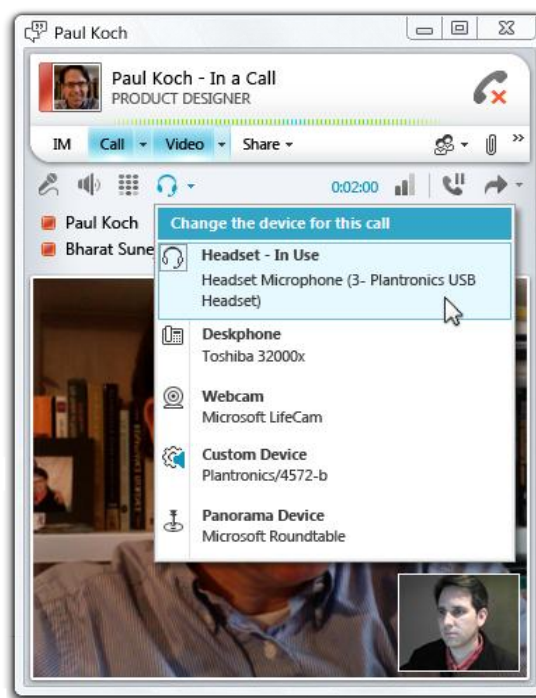 Paul Koch
Paul Koch - In a Call
PRODUCT DESIGNER
IM Call Video Share
0:02:00
Paul Koch
Bharat Sune
Change the device for this call
Headset - In Use
Headset Microphone (3- Plantronics USB
Headset)
Deskphone
Toshiba 32000x
Webcam
Microsoft LifeCam
Custom Device
Plantronics/4572-b
Panorama Device
Microsoft Roundtable